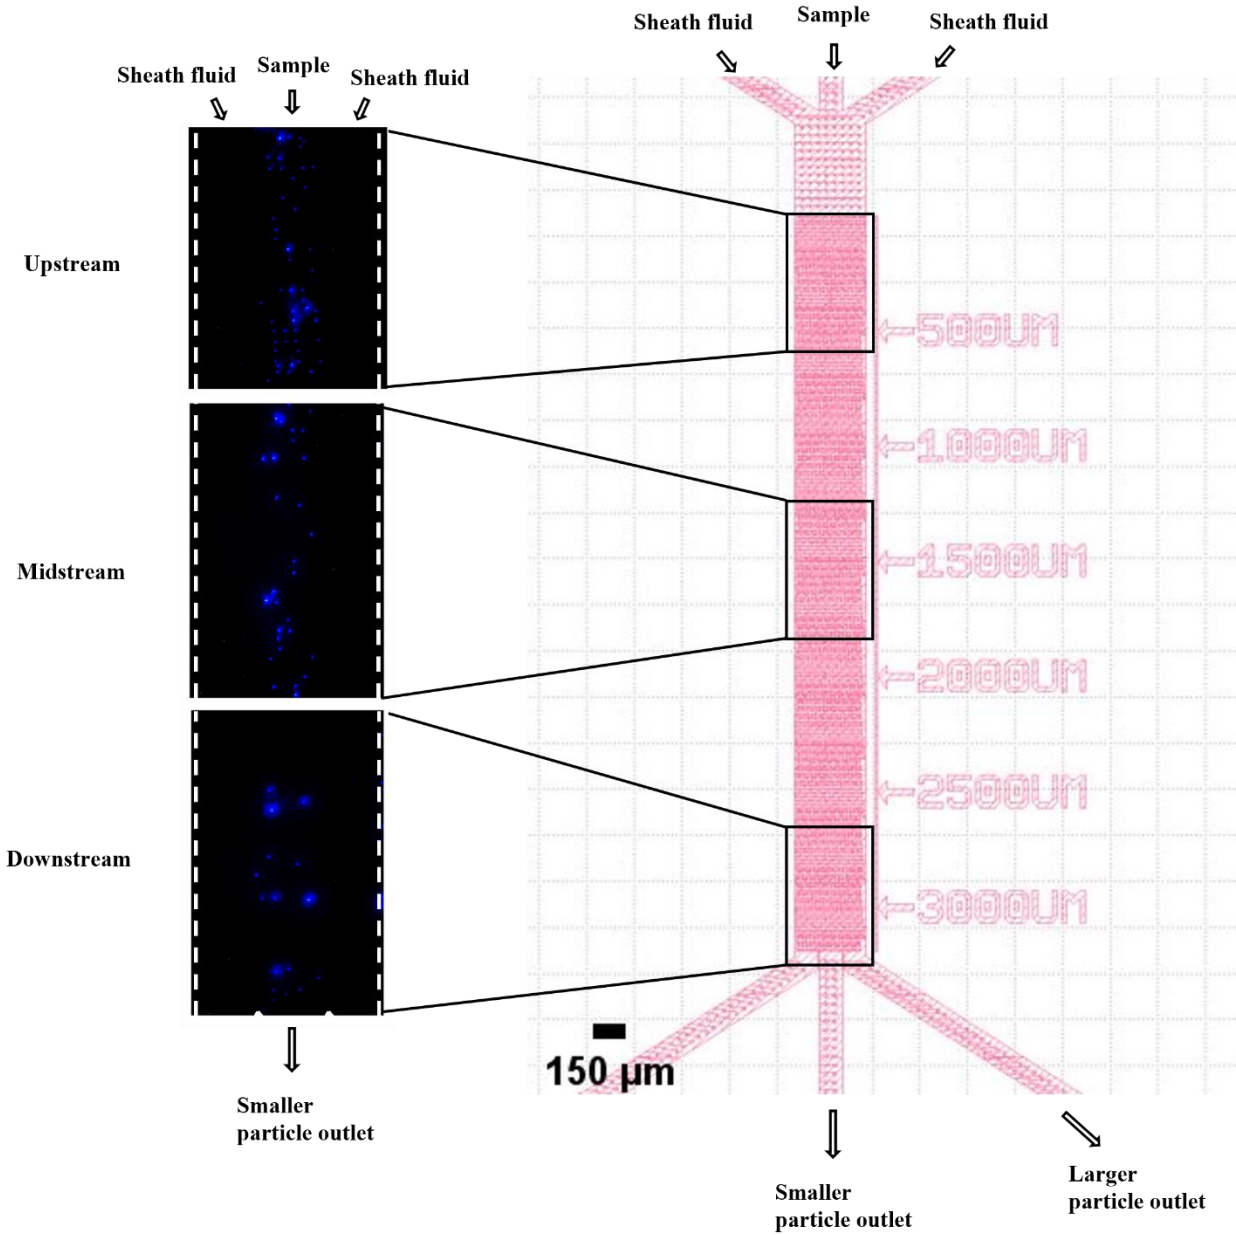 Sheath fluid
Sample
Sheath fluid
Sheath fluid
Sample
Sheath fluid
Upstream
Midstream
Downstream
500UM
1000UM
1500UM
2000UM
2500UM
3000UM
150 µm
Smaller
particle outlet
Smaller
particle outlet
Larger
particle outlet